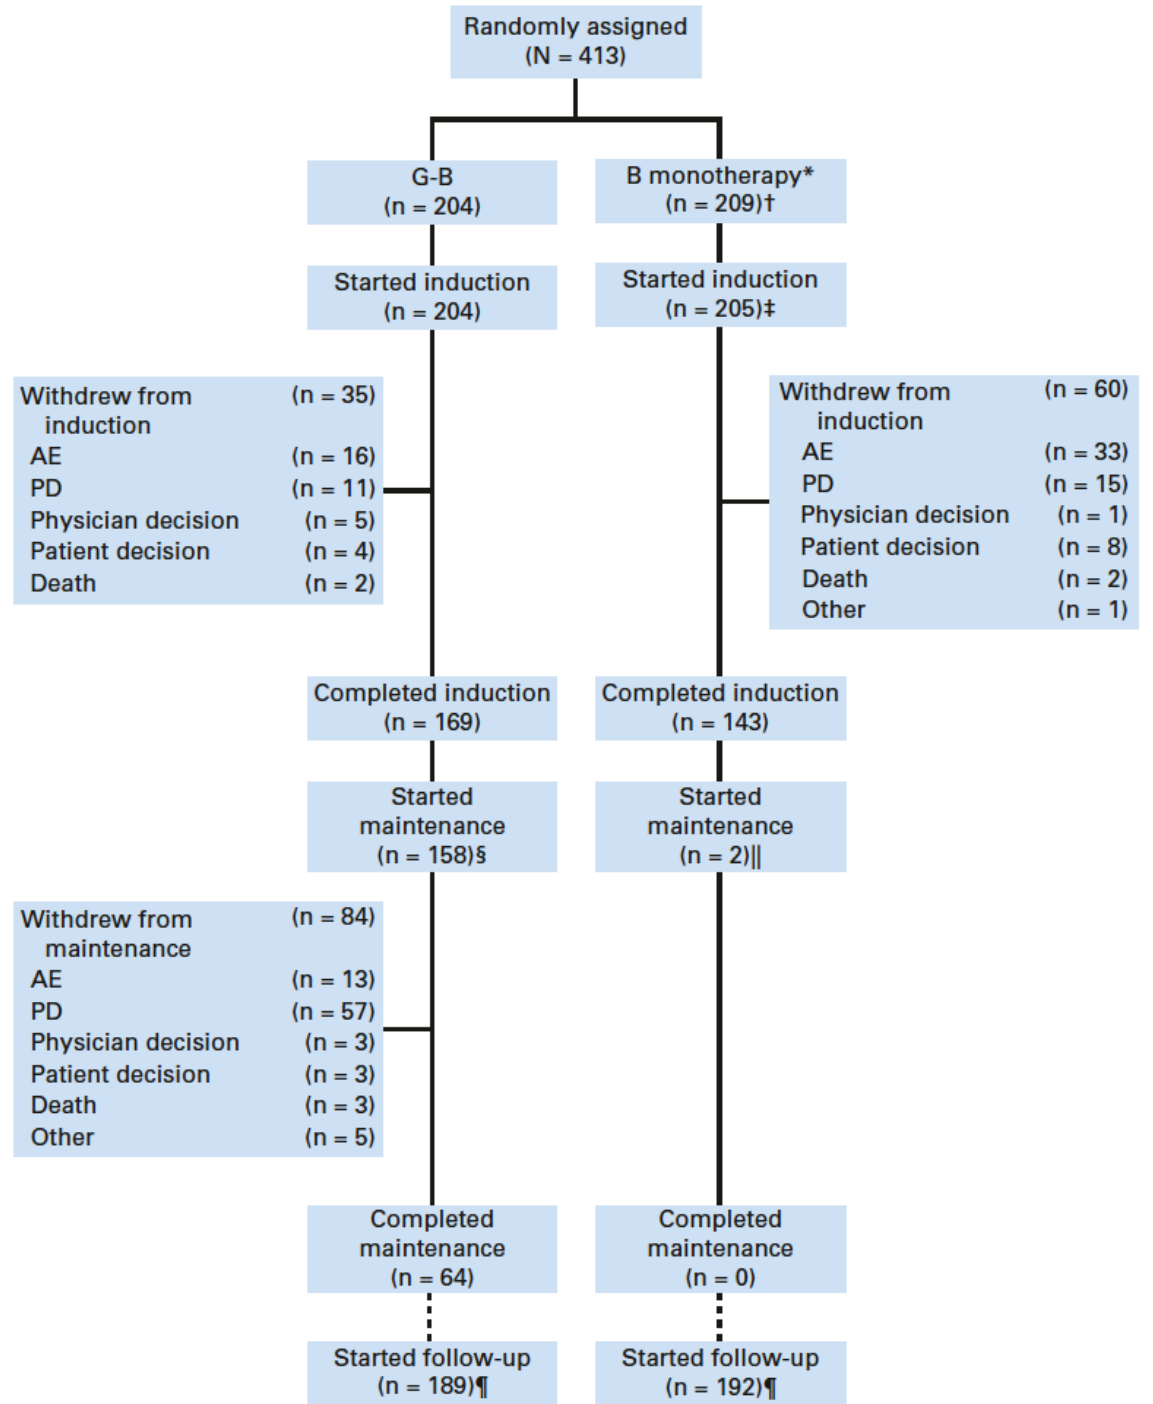 Randomly assigned
(N = 413)
G-B
(n = 204)
B monotherapy*
(n = 209)†
Started induction
(n = 204)
Started induction
(n = 205)‡
Withdrew from (n = 35)
induction
AE (n = 16)
PD (n = 11)
Physician decision (n = 5)
Patient decision (n = 4)
Death (n = 2)
Withdrew from (n = 60)
induction
AE (n = 33)
PD (n = 15)
Physician decision (n = 1)
Patient decision (n = 8)
Death (n = 2)
Other (n = 1)
Completed induction
(n = 169)
Completed induction
(n = 143)
Started
maintenance
(n = 158)§
Started
maintenance
(n = 2)||
Withdrew from (n = 84)
maintenance
AE (n = 13)
PD (n = 57)
Physician decision (n = 3)
Patient decision (n = 3)
Death (n = 3)
Other (n = 5)
Completed
maintenance
(n = 64)
Completed
maintenance
(n = 0)
Started follow-up
(n = 189)¶
Started follow-up
(n = 192)¶